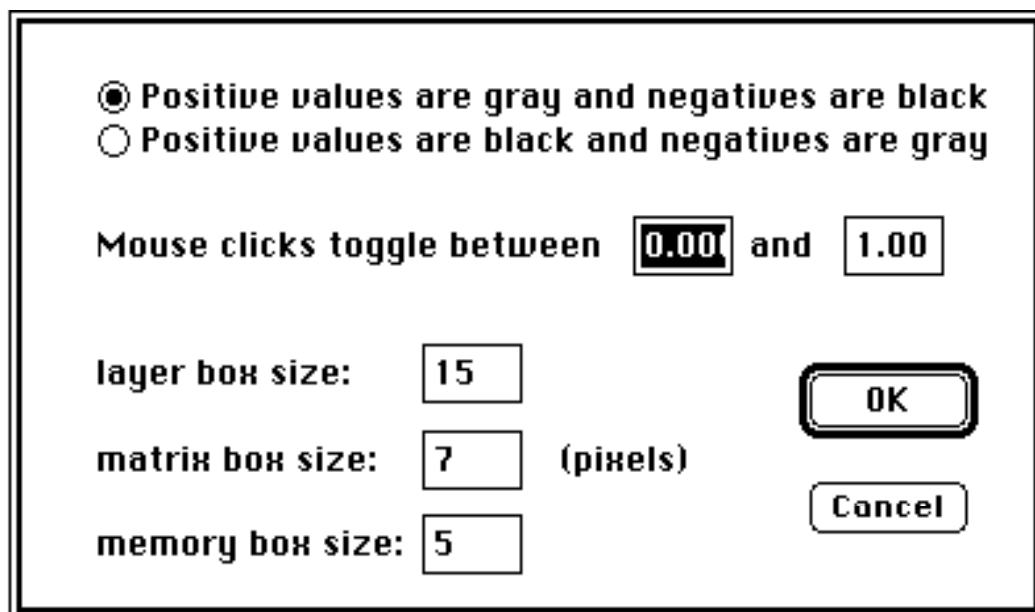 Positive values are gray and negatives are black
Positive values are black and negatives are gray
Mouse clicks toggle between 0.00 and 1.00
layer box size: 15
OK
matrix box size: 7 (pixels)
Cancel
memory box size: 5